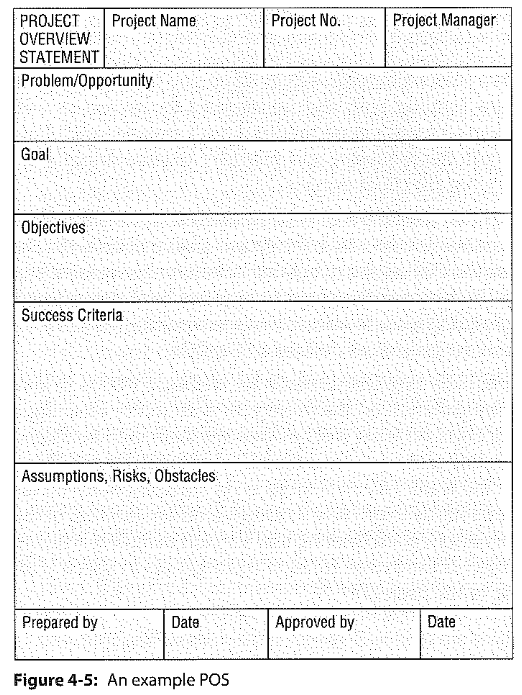 PROJECT
OVERVIEW
STATEMENT
Project Name
Project No.
Project Manager
Problem/Opportunity
Goal
Objectives
Success Criteria
Assumptions, Risks, Obstacles
Prepared by
Date
Approved by
Date
Figure 4-5: An example POS